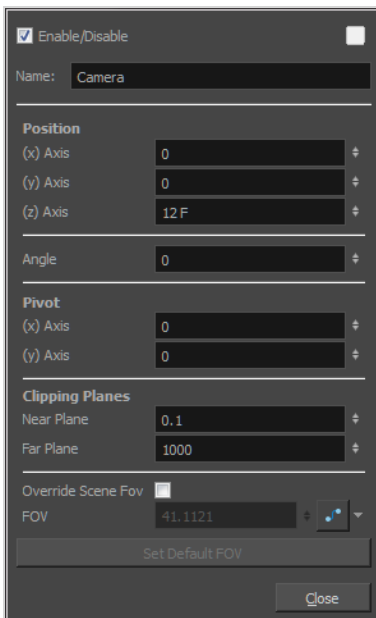 Enable/Disable
Name: Camera
Position
(x) Axis 0
(y) Axis 0
(z) Axis 12 F
Angle 0
Pivot
(x) Axis 0
(y) Axis 0
Clipping Planes
Near Plane 0.1
Far Plane 1000
Override Scene Fov
FOV 41.1121
Set Default FOV
Close